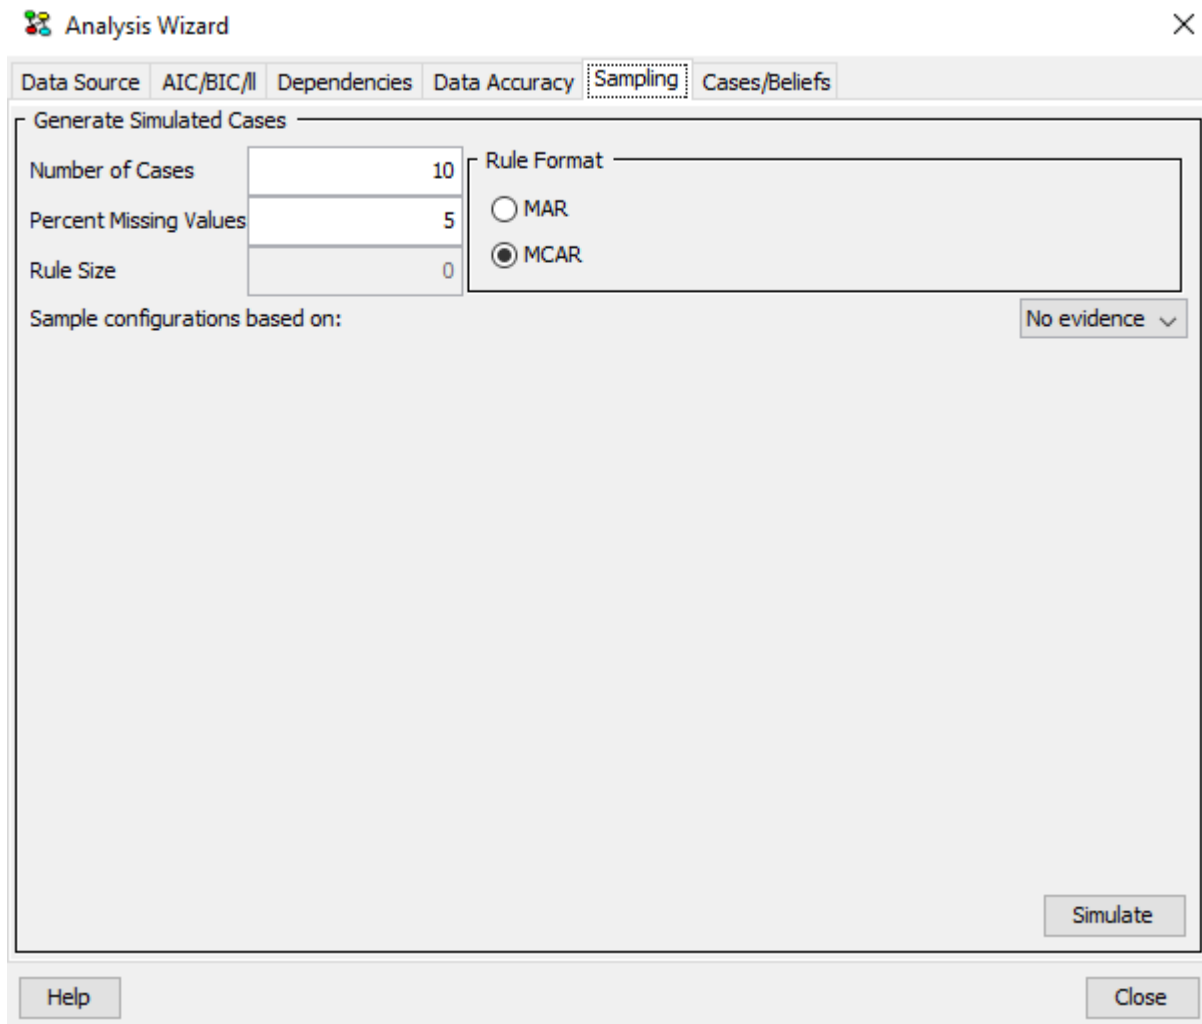 Analysis Wizard
Data Source AIC/BIC/ll Dependencies Data Accuracy Sampling Cases/Beliefs
Generate Simulated Cases
Number of Cases 10
Percent Missing Values 5
Rule Size 0
Rule Format
MAR
MCAR
Sample configurations based on: No evidence
Simulate
Help Close